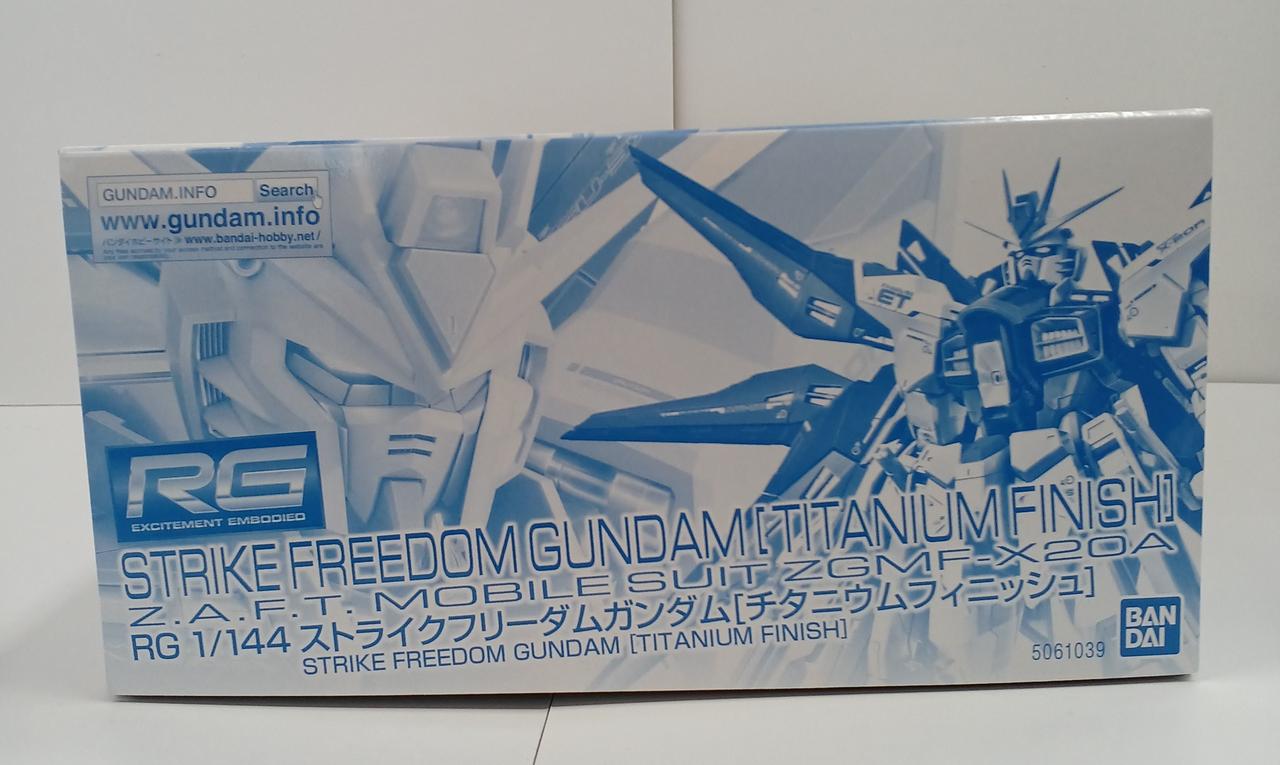 GUNDAM.INFO Search
www.gundam.info
バンダイホビーサイト≫ www.bandai-hobby.net/
RG
EXCITEMENT EMBODIED
ET
STRIKE FREEDOM GUNDAM [TITANIUM FINISH]
Z.A.F.T. MOBILE SUIT ZGMF-X20A
RG 1/144 ストライクフリーダムガンダム[チタニウムフィニッシュ]
STRIKE FREEDOM GUNDAM [TITANIUM FINISH]
5061039
BAN
DAI